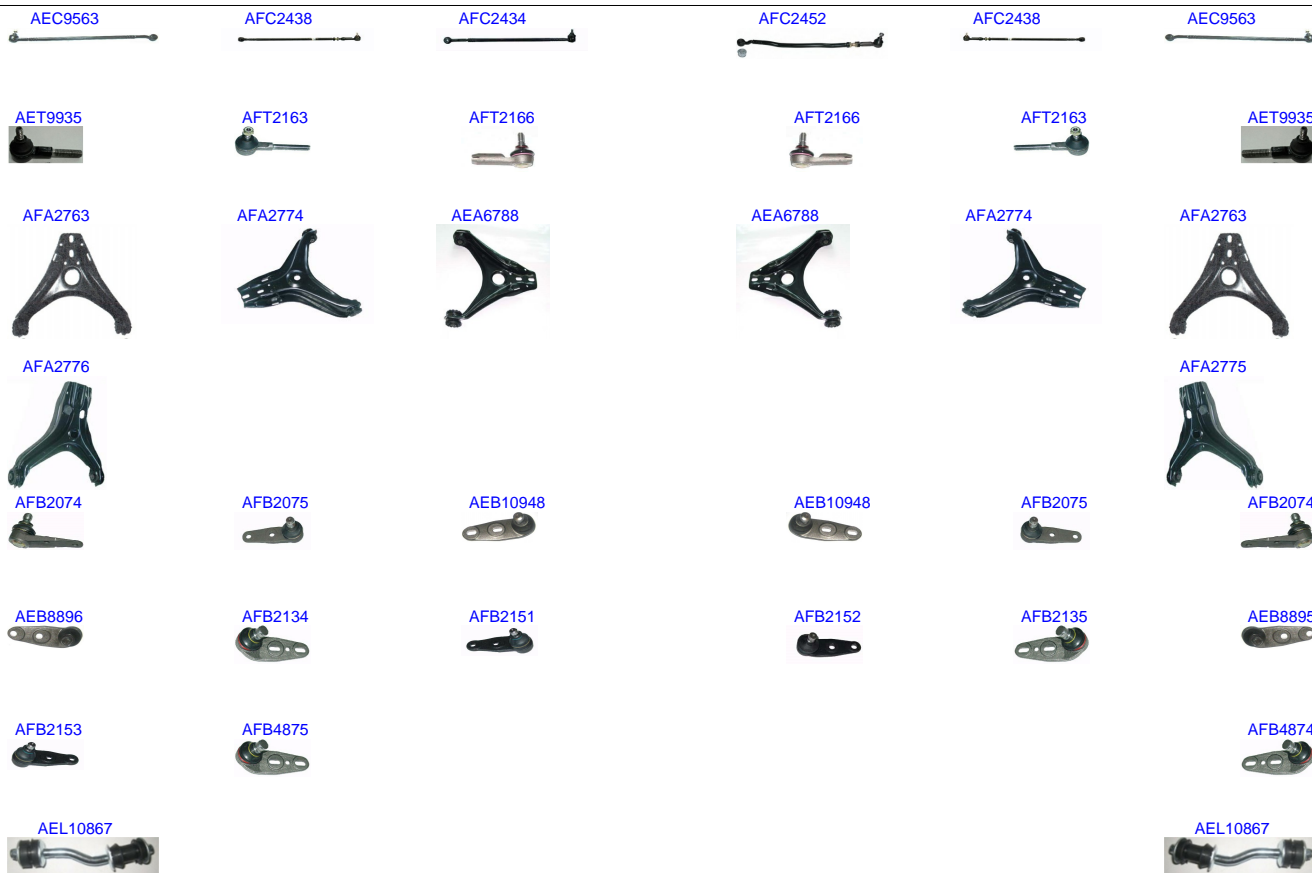 AEC9563 AFC2438 AFC2434 AFC2452 AFC2438 AEC9563
AET9935 AFT2163 AFT2166 AFT2166 AFT2163 AET9935
AFA2763 AFA2774 AEA6788 AEA6788 AFA2774 AFA2763
AFA2776 AFA2775
AFB2074 AFB2075 AEB10948 AEB10948 AFB2075 AFB2074
AEB8896 AFB2134 AFB2151 AFB2152 AFB2135 AEB8895
AFB2153 AFB4875 AFB4874
AEL10867 AEL10867